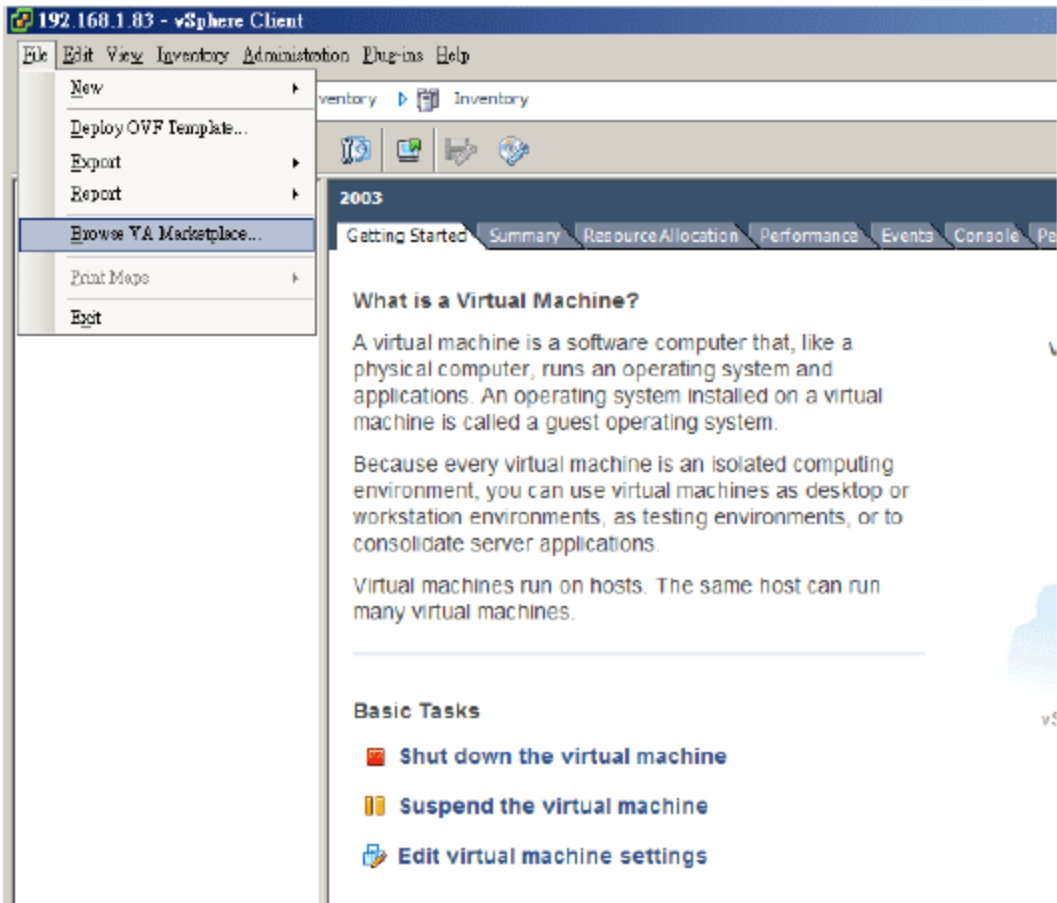 192.168.1.83 - vSphere Client
File Edit View Inventory Administration Plug-ins Help
New
ventory Inventory
Deploy OVF Template...
Export
Report
Browse VA Marketplace...
Print Maps
Exit
2003
Getting Started Summary Resource Allocation Performance Events Console Pe
What is a Virtual Machine?
A virtual machine is a software computer that, like a
physical computer, runs an operating system and
applications. An operating system installed on a virtual
machine is called a guest operating system.
Because every virtual machine is an isolated computing
environment, you can use virtual machines as desktop or
workstation environments, as testing environments, or to
consolidate server applications.
Virtual machines run on hosts. The same host can run
many virtual machines.
Basic Tasks
Shut down the virtual machine
Suspend the virtual machine
Edit virtual machine settings
vS